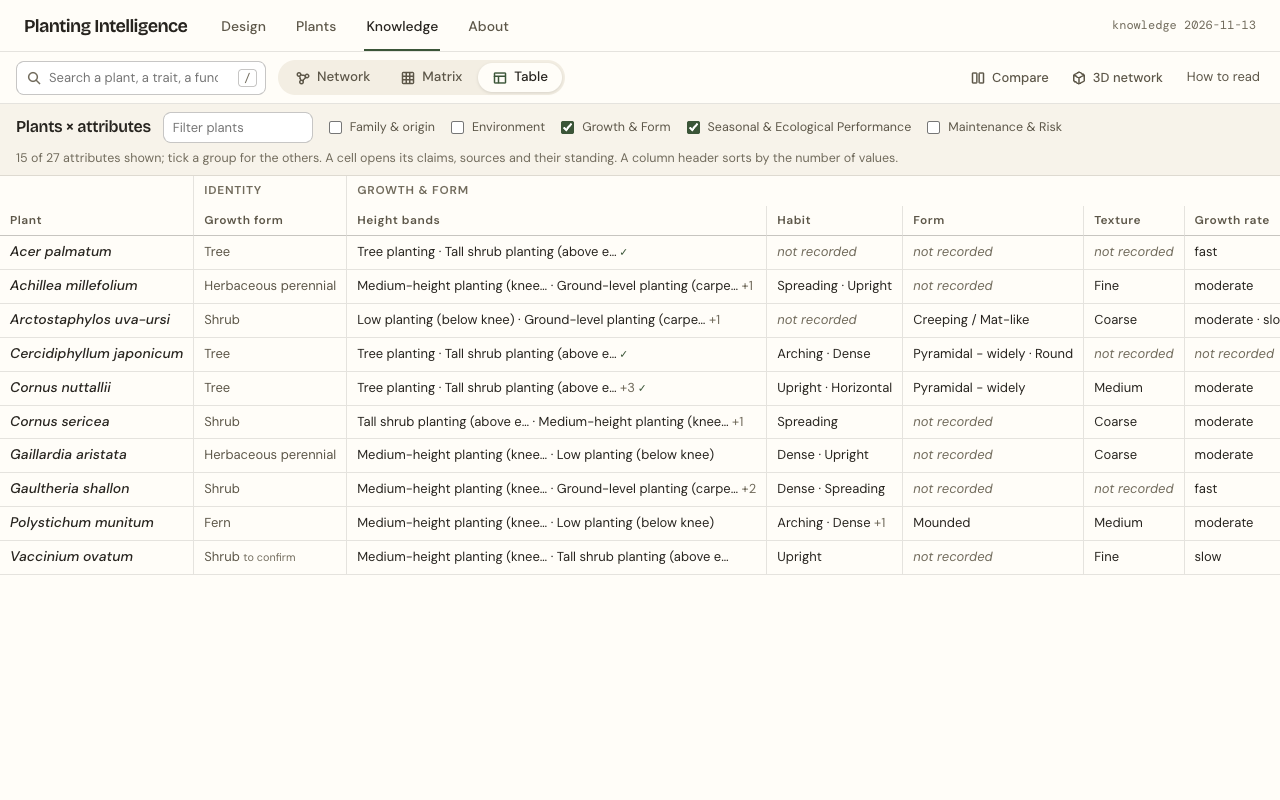 Planting Intelligence Design Plants Knowledge About knowledge 2026-11-13
Search a plant, a trait, a func / Network Matrix Table Compare 3D network How to read
Plants × attributes Filter plants Family & origin Environment Growth & Form Seasonal & Ecological Performance Maintenance & Risk
15 of 27 attributes shown; tick a group for the others. A cell opens its claims, sources and their standing. A column header sorts by the number of values.
IDENTITY GROWTH & FORM
Plant Growth form Height bands Habit Form Texture Growth rate
Acer palmatum Tree Tree planting · Tall shrub planting (above e… ✓ not recorded not recorded not recorded fast
Achillea millefolium Herbaceous perennial Medium-height planting (knee… · Ground-level planting (carpe… +1 Spreading · Upright not recorded Fine moderate
Arctostaphylos uva-ursi Shrub Low planting (below knee) · Ground-level planting (carpe… +1 not recorded Creeping / Mat-like Coarse moderate · slo
Cercidiphyllum japonicum Tree Tree planting · Tall shrub planting (above e… ✓ Arching · Dense Pyramidal - widely · Round not recorded not recorded
Cornus nuttallii Tree Tree planting · Tall shrub planting (above e… +3 ✓ Upright · Horizontal Pyramidal - widely Medium moderate
Cornus sericea Shrub Tall shrub planting (above e… · Medium-height planting (knee… +1 Spreading not recorded Coarse moderate
Gaillardia aristata Herbaceous perennial Medium-height planting (knee… · Low planting (below knee) Dense · Upright not recorded Coarse moderate
Gaultheria shallon Shrub Medium-height planting (knee… · Ground-level planting (carpe… +2 Dense · Spreading not recorded not recorded fast
Polystichum munitum Fern Medium-height planting (knee… · Low planting (below knee) Arching · Dense +1 Mounded Medium moderate
Vaccinium ovatum Shrub to confirm Medium-height planting (knee… · Tall shrub planting (above e… Upright not recorded Fine slow